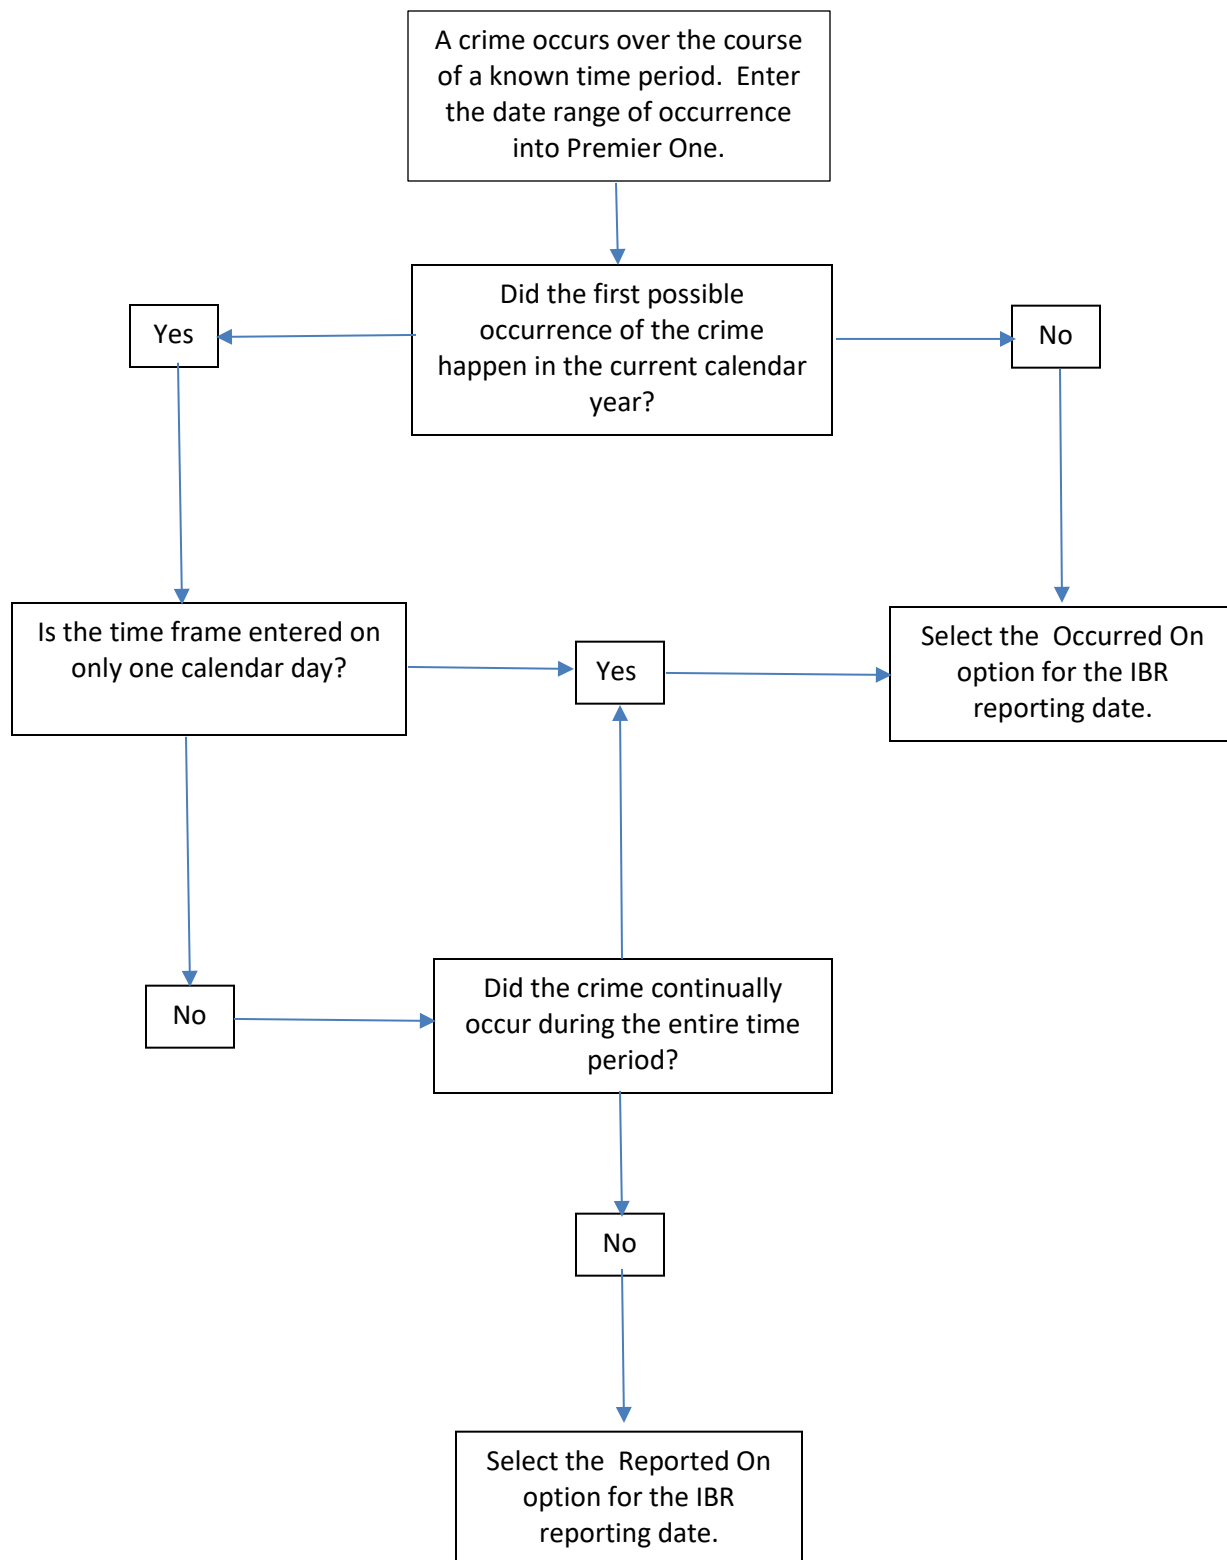 A crime occurs over the course
of a known time period.  Enter
the date range of occurrence
into Premier One.
Did the first possible
occurrence of the crime
happen in the current calendar
year?
Yes
No
Is the time frame entered on
only one calendar day?
Yes
Select the  Occurred On
option for the IBR
reporting date.
No
Did the crime continually
occur during the entire time
period?
No
Select the  Reported On
option for the IBR
reporting date.